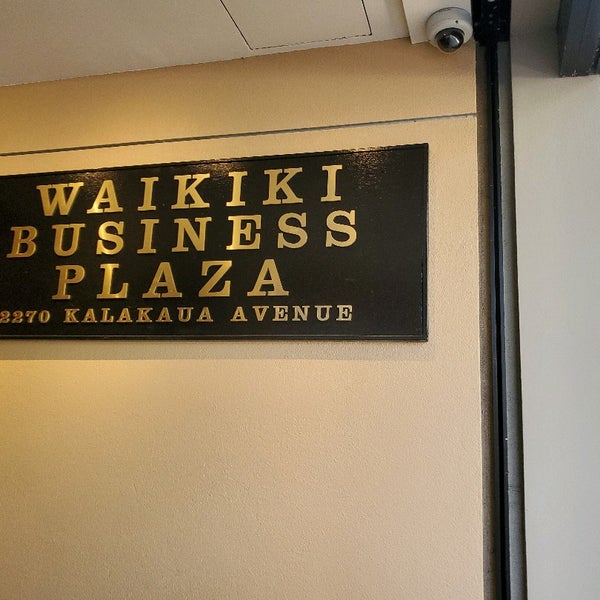 WAIKIKI
BUSINESS
PLAZA
2270 KALAKAUA AVENUE